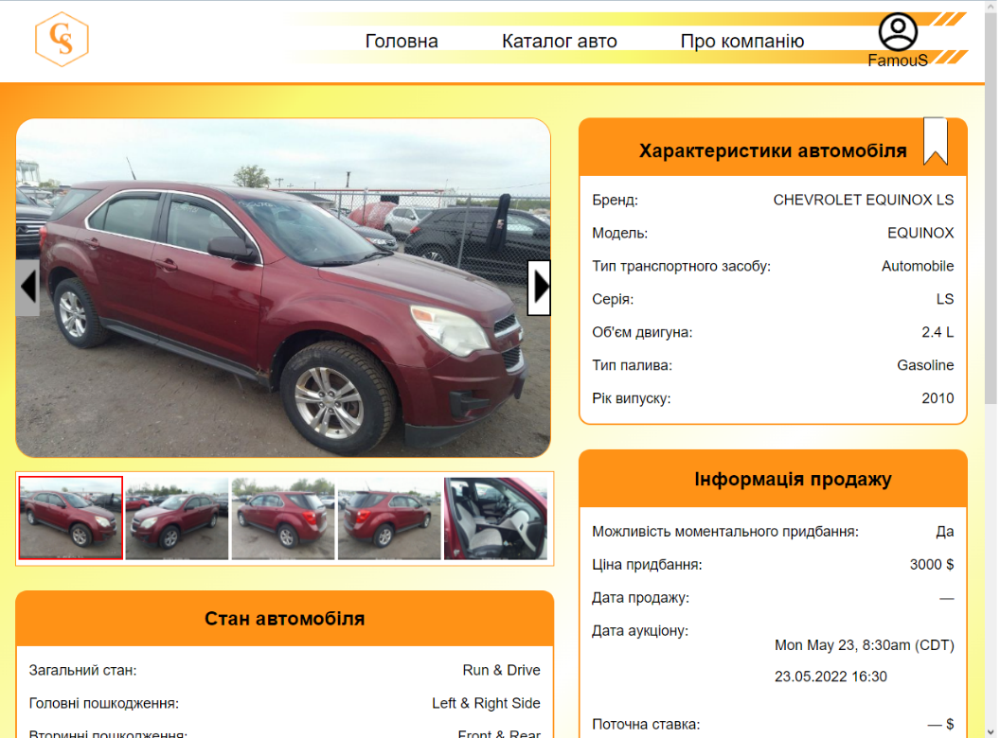 GS
Головна
Каталог авто
Про компанію
FamouS
Характеристики автомобіля
Бренд: CHEVROLET EQUINOX LS
Модель: EQUINOX
Тип транспортного засобу: Automobile
Серія: LS
Об'єм двигуна: 2.4 L
Тип палива: Gasoline
Рік випуску: 2010
Інформація продажу
Можливість моментального придбання: Да
Ціна придбання: 3000 $
Дата продажу: —
Дата аукціону:
Mon May 23, 8:30am (CDT)
23.05.2022 16:30
Поточна ставка: — $
Стан автомобіля
Загальний стан: Run & Drive
Головні пошкодження: Left & Right Side
Вторинні пошкодження: Front & Rear